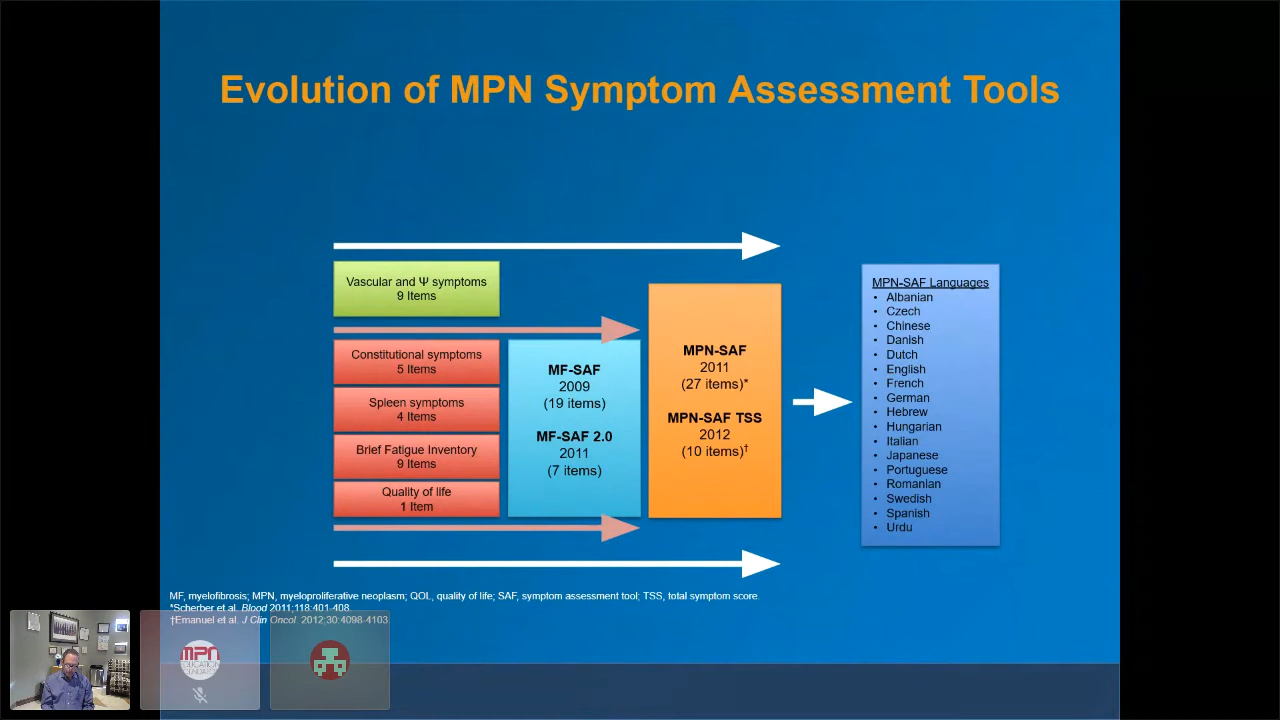 Evolution of MPN Symptom Assessment Tools
Vascular and Ψ symptoms
9 Items
Constitutional symptoms
5 Items
Spleen symptoms
4 Items
Brief Fatigue Inventory
9 Items
Quality of life
1 Item
MF-SAF
2009
(19 items)
MF-SAF 2.0
2011
(7 items)
MPN-SAF
2011
(27 items)*
MPN-SAF TSS
2012
(10 items)†
MPN-SAF Languages
• Albanian
• Czech
• Chinese
• Danish
• Dutch
• English
• French
• German
• Hebrew
• Hungarian
• Italian
• Japanese
• Portuguese
• Romanian
• Swedish
• Spanish
• Urdu
MF, myelofibrosis; MPN, myeloproliferative neoplasm; QOL, quality of life; SAF, symptom assessment tool; TSS, total symptom score.
*Scherber et al. Blood 2011;118:401-408.
†Emanuel et al. J Clin Oncol. 2012;30:4098-4103.
MPN
EDUCATION
FOUNDATION